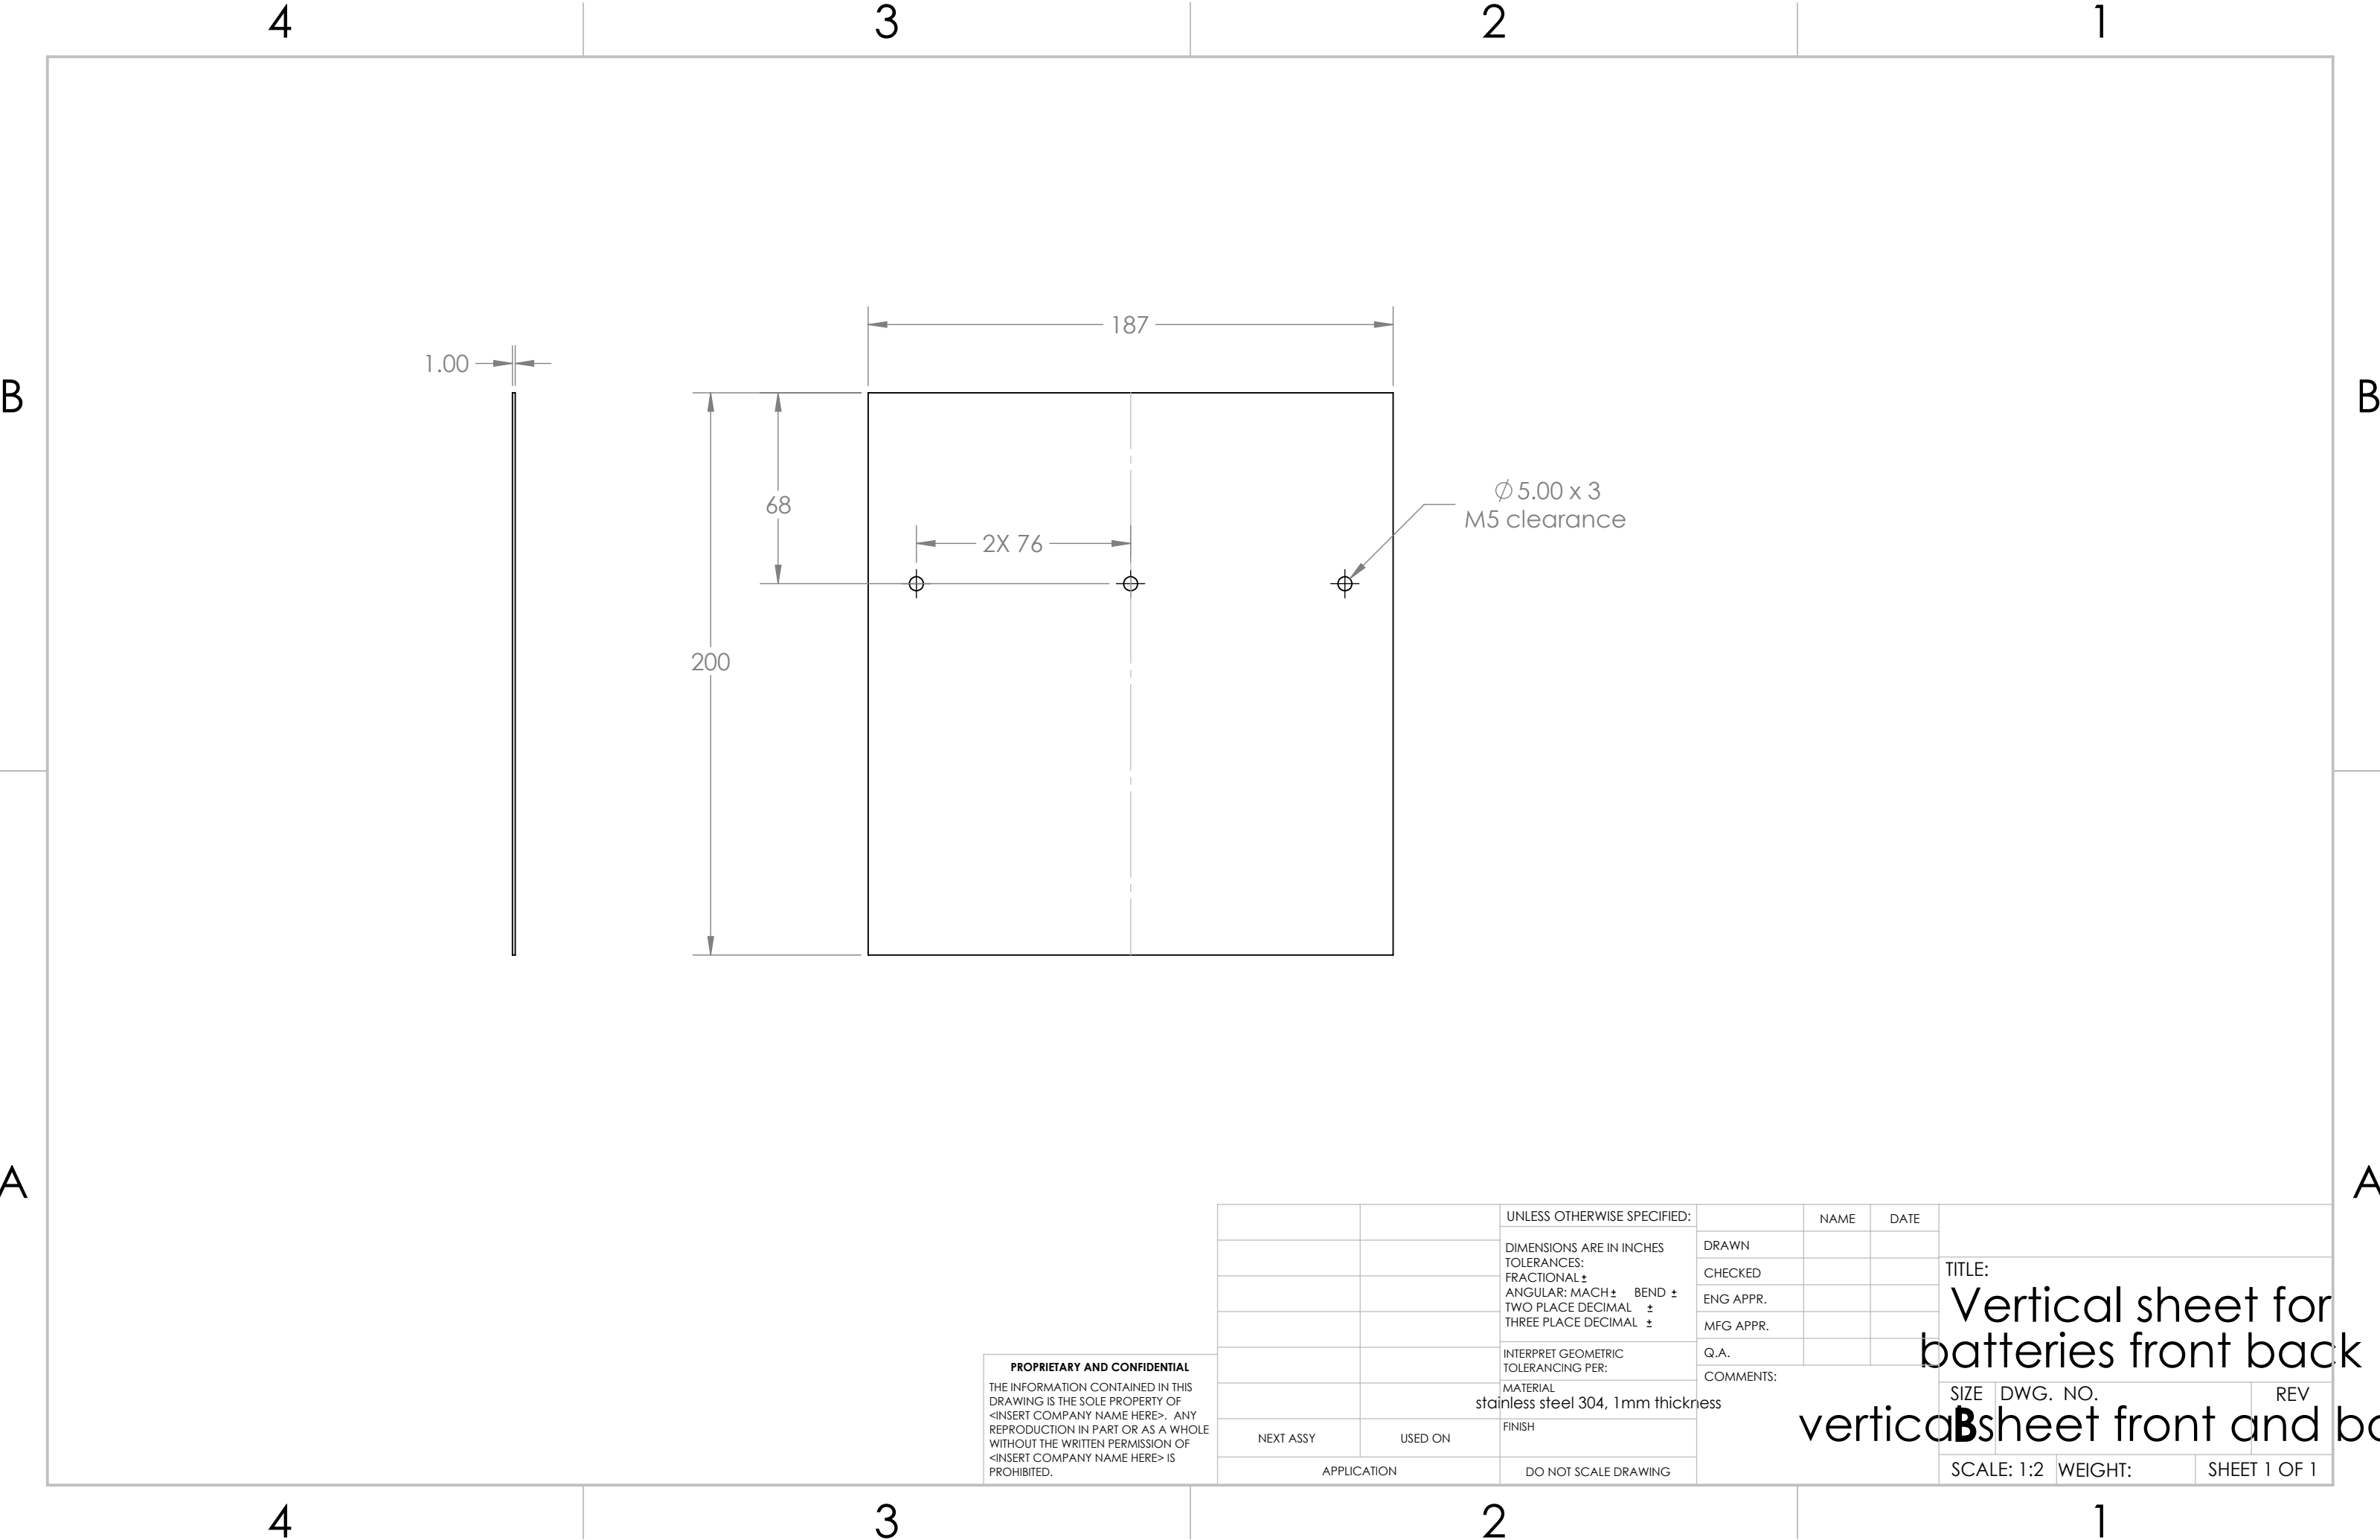 4 3 2 1
187
1.00
B B
68
Ø 5.00 x 3
M5 clearance
2X 76
200
A A
UNLESS OTHERWISE SPECIFIED:
DIMENSIONS ARE IN INCHES
TOLERANCES:
FRACTIONAL ±
ANGULAR: MACH ± BEND ±
TWO PLACE DECIMAL ±
THREE PLACE DECIMAL ±
INTERPRET GEOMETRIC
TOLERANCING PER:
MATERIAL
stainless steel 304, 1mm thickness
FINISH
DO NOT SCALE DRAWING
NAME DATE
DRAWN
CHECKED
ENG APPR.
MFG APPR.
Q.A.
COMMENTS:
TITLE:
Vertical sheet for
batteries front back
SIZE DWG. NO. REV
B
vertical sheet front and
SCALE: 1:2 WEIGHT: SHEET 1 OF 1
PROPRIETARY AND CONFIDENTIAL
THE INFORMATION CONTAINED IN THIS
DRAWING IS THE SOLE PROPERTY OF
<INSERT COMPANY NAME HERE>. ANY
REPRODUCTION IN PART OR AS A WHOLE
WITHOUT THE WRITTEN PERMISSION OF
<INSERT COMPANY NAME HERE> IS
PROHIBITED.
NEXT ASSY USED ON
APPLICATION
4 3 2 1